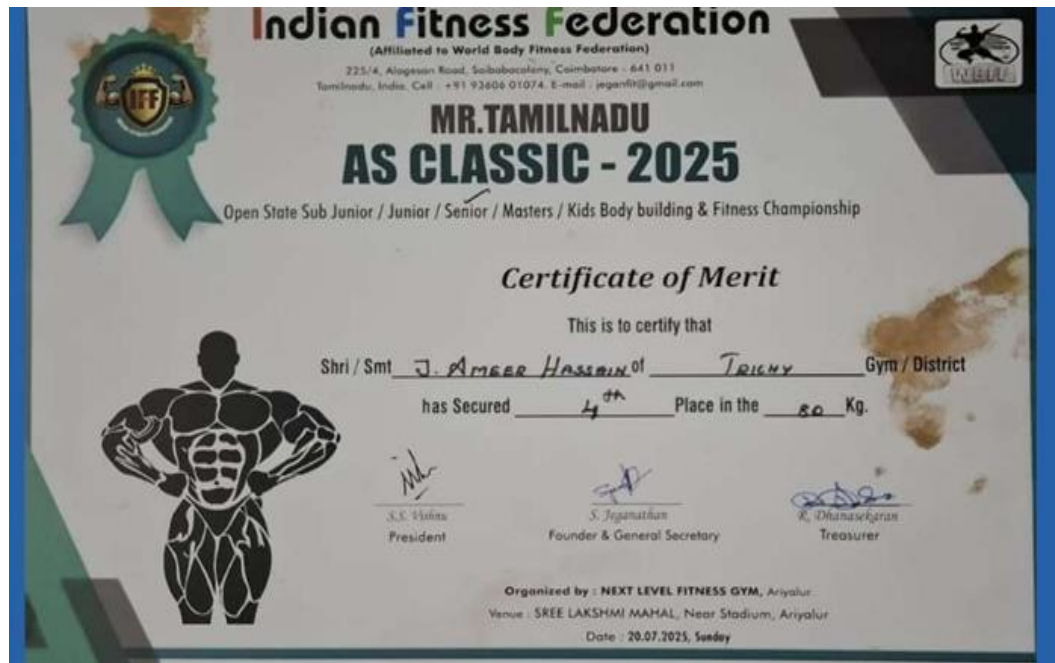 Indian Fitness Federation
(Affiliated to World Body Fitness Federation)
225/4, Alagesan Road, Saibabacolony, Coimbatore - 641 011
Tamilnadu, India. Cell : +91 93606 01074. E-mail : jeganfit@gmail.com
IFF
WBFF
MR.TAMILNADU
AS CLASSIC - 2025
Open State Sub Junior / Junior / Senior / Masters / Kids Body building & Fitness Championship
Certificate of Merit
This is to certify that
Shri / Smt J. AMEER HASSAIN of TRICHY Gym / District
has Secured 4th Place in the 80 Kg.
S.S. Vishnu
President
S. Jeganathan
Founder & General Secretary
R. Dhanasekaran
Treasurer
Organized by : NEXT LEVEL FITNESS GYM, Ariyalur.
Venue : SREE LAKSHMI MAHAL, Near Stadium, Ariyalur
Date : 20.07.2025, Sunday